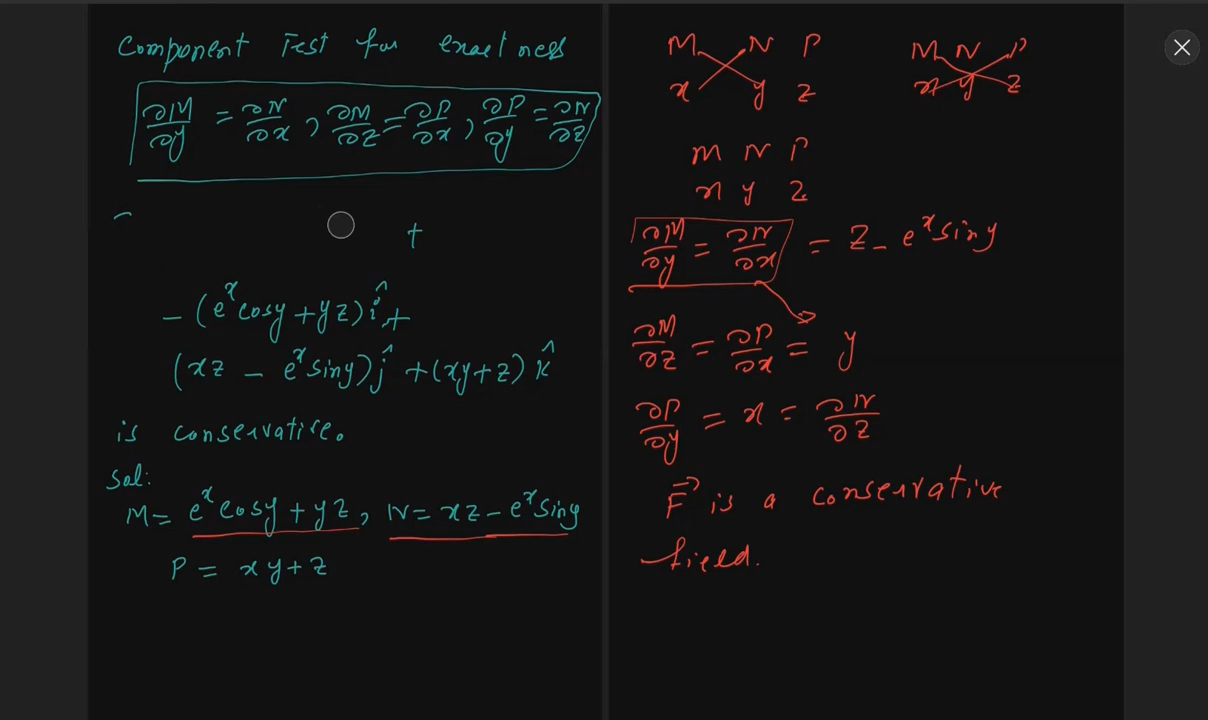 Component Test for exactness
∂M/∂y = ∂N/∂x, ∂M/∂z = ∂P/∂x, ∂P/∂y = ∂N/∂z
+
- (e^x cosy + yz) î +
(xz - e^x siny) ĵ + (xy + z) k̂
is conservative.
Sol:
M = e^x cosy + yz, N = xz - e^x siny
P = xy + z
M N P
x y z
M N P
x y z
M N P
x y z
∂M/∂y = ∂N/∂x = z - e^x siny
∂M/∂z = ∂P/∂x = y
∂P/∂y = x = ∂N/∂z
F⃗ is a conservative
field.